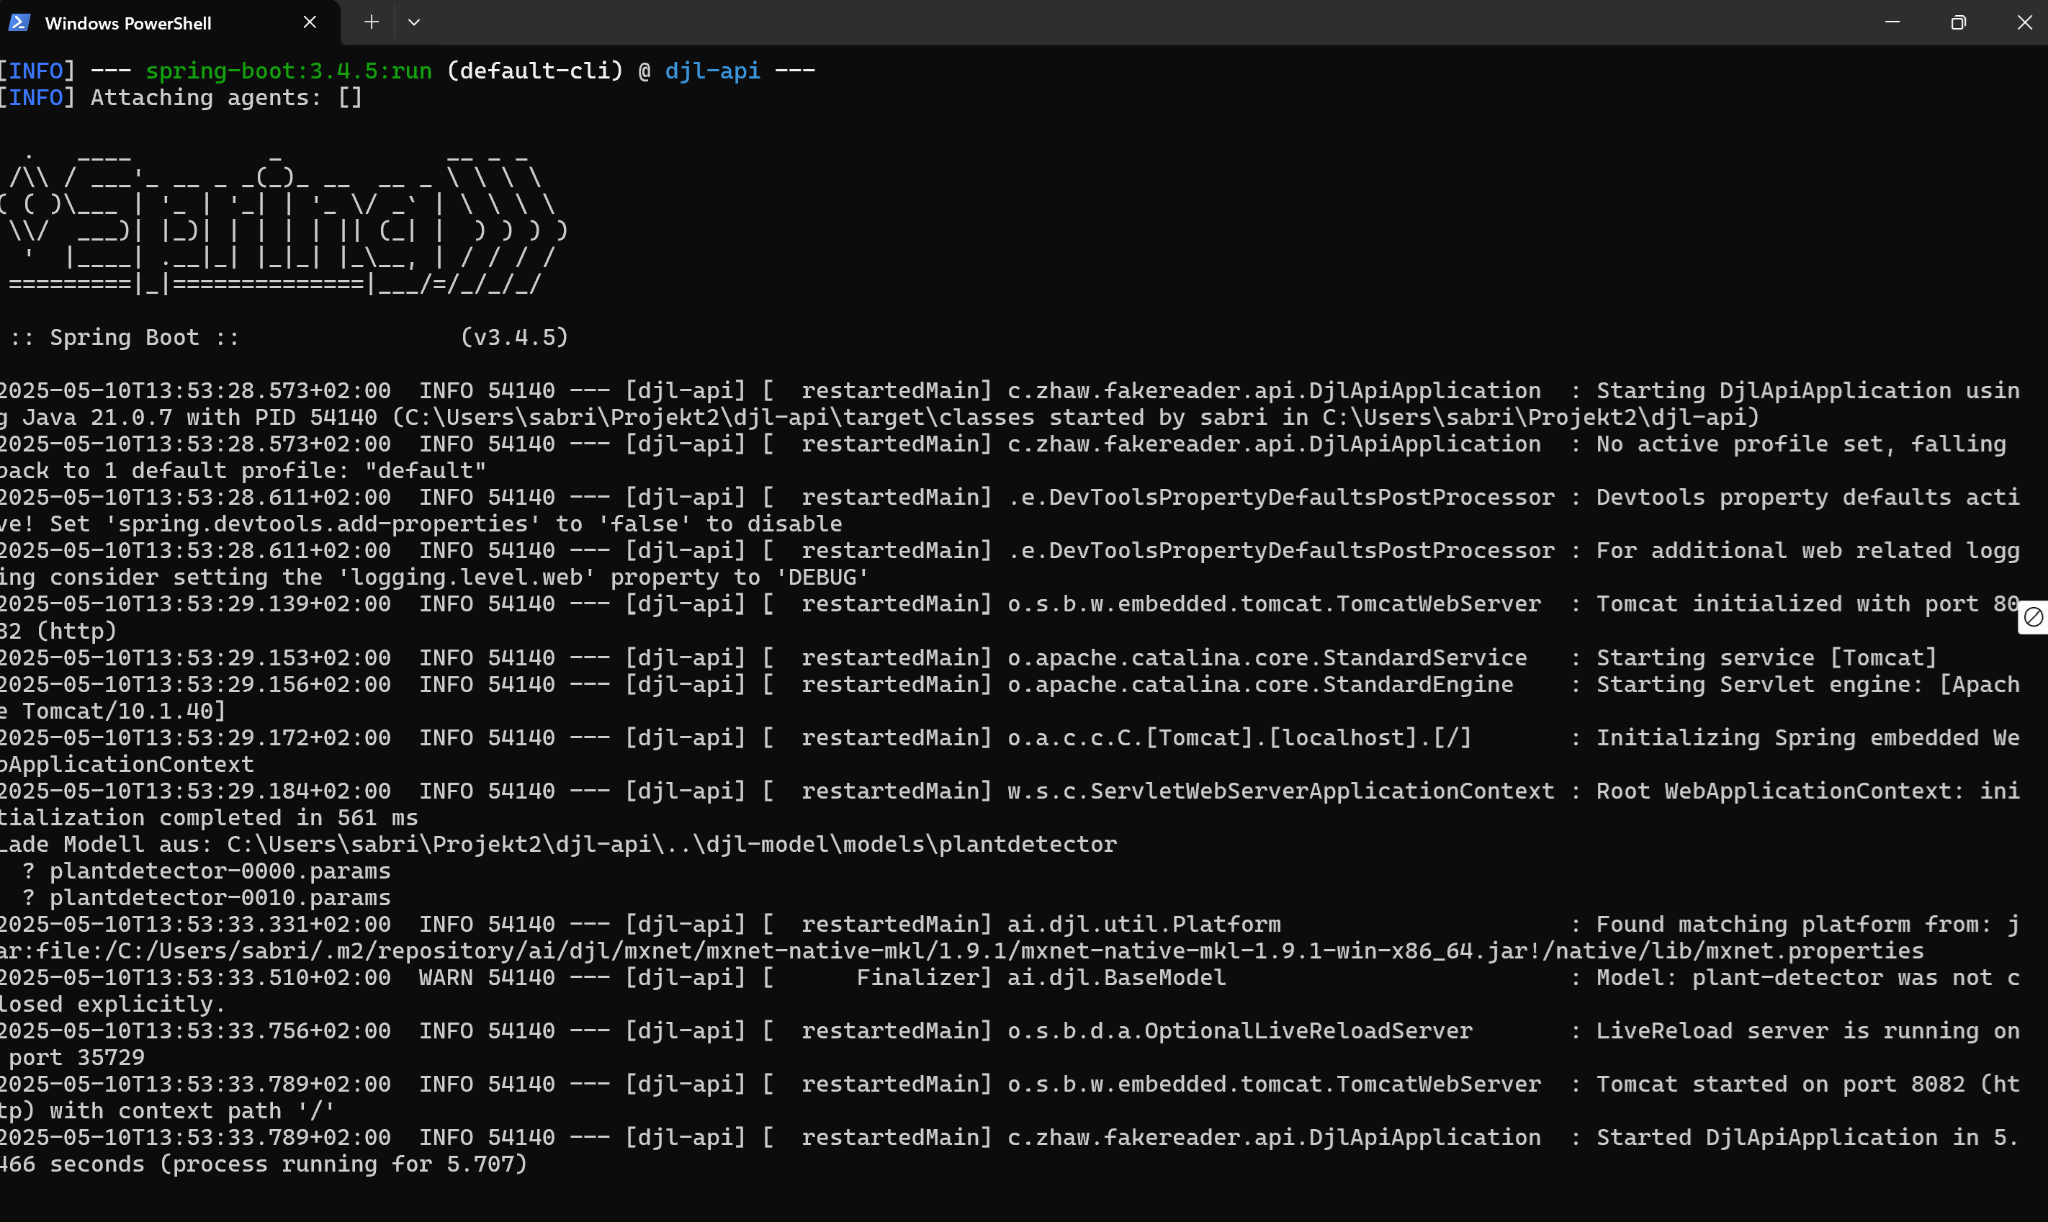 Windows PowerShell
[INFO] --- spring-boot:3.4.5:run (default-cli) @ djl-api ---
[INFO] Attaching agents: []
  .   ____          _            __ _ _
 /\\ / ___'_ __ _ _(_)_ __  __ _ \ \ \ \
( ( )\___ | '_ | '_| | '_ \/ _` | \ \ \ \
 \\/  ___)| |_)| | | | | || (_| |  ) ) ) )
  '  |____| .__|_| |_|_| |_\__, | / / / /
 =========|_|==============|___/=/_/_/_/
 :: Spring Boot ::                (v3.4.5)
2025-05-10T13:53:28.573+02:00  INFO 54140 --- [djl-api] [  restartedMain] c.zhaw.fakereader.api.DjlApiApplication  : Starting DjlApiApplication usin
g Java 21.0.7 with PID 54140 (C:\Users\sabri\Projekt2\djl-api\target\classes started by sabri in C:\Users\sabri\Projekt2\djl-api)
2025-05-10T13:53:28.573+02:00  INFO 54140 --- [djl-api] [  restartedMain] c.zhaw.fakereader.api.DjlApiApplication  : No active profile set, falling
back to 1 default profile: "default"
2025-05-10T13:53:28.611+02:00  INFO 54140 --- [djl-api] [  restartedMain] .e.DevToolsPropertyDefaultsPostProcessor : Devtools property defaults acti
ve! Set 'spring.devtools.add-properties' to 'false' to disable
2025-05-10T13:53:28.611+02:00  INFO 54140 --- [djl-api] [  restartedMain] .e.DevToolsPropertyDefaultsPostProcessor : For additional web related logg
ing consider setting the 'logging.level.web' property to 'DEBUG'
2025-05-10T13:53:29.139+02:00  INFO 54140 --- [djl-api] [  restartedMain] o.s.b.w.embedded.tomcat.TomcatWebServer  : Tomcat initialized with port 80
82 (http)
2025-05-10T13:53:29.153+02:00  INFO 54140 --- [djl-api] [  restartedMain] o.apache.catalina.core.StandardService   : Starting service [Tomcat]
2025-05-10T13:53:29.156+02:00  INFO 54140 --- [djl-api] [  restartedMain] o.apache.catalina.core.StandardEngine    : Starting Servlet engine: [Apach
e Tomcat/10.1.40]
2025-05-10T13:53:29.172+02:00  INFO 54140 --- [djl-api] [  restartedMain] o.a.c.c.C.[Tomcat].[localhost].[/]       : Initializing Spring embedded We
bApplicationContext
2025-05-10T13:53:29.184+02:00  INFO 54140 --- [djl-api] [  restartedMain] w.s.c.ServletWebServerApplicationContext : Root WebApplicationContext: ini
tialization completed in 561 ms
Lade Modell aus: C:\Users\sabri\Projekt2\djl-api\..\djl-model\models\plantdetector
  ? plantdetector-0000.params
  ? plantdetector-0010.params
2025-05-10T13:53:33.331+02:00  INFO 54140 --- [djl-api] [  restartedMain] ai.djl.util.Platform                     : Found matching platform from: j
ar:file:/C:/Users/sabri/.m2/repository/ai/djl/mxnet/mxnet-native-mkl/1.9.1/mxnet-native-mkl-1.9.1-win-x86_64.jar!/native/lib/mxnet.properties
2025-05-10T13:53:33.510+02:00  WARN 54140 --- [djl-api] [      Finalizer] ai.djl.BaseModel                         : Model: plant-detector was not c
losed explicitly.
2025-05-10T13:53:33.756+02:00  INFO 54140 --- [djl-api] [  restartedMain] o.s.b.d.a.OptionalLiveReloadServer       : LiveReload server is running on
 port 35729
2025-05-10T13:53:33.789+02:00  INFO 54140 --- [djl-api] [  restartedMain] o.s.b.w.embedded.tomcat.TomcatWebServer  : Tomcat started on port 8082 (ht
tp) with context path '/'
2025-05-10T13:53:33.789+02:00  INFO 54140 --- [djl-api] [  restartedMain] c.zhaw.fakereader.api.DjlApiApplication  : Started DjlApiApplication in 5.
466 seconds (process running for 5.707)